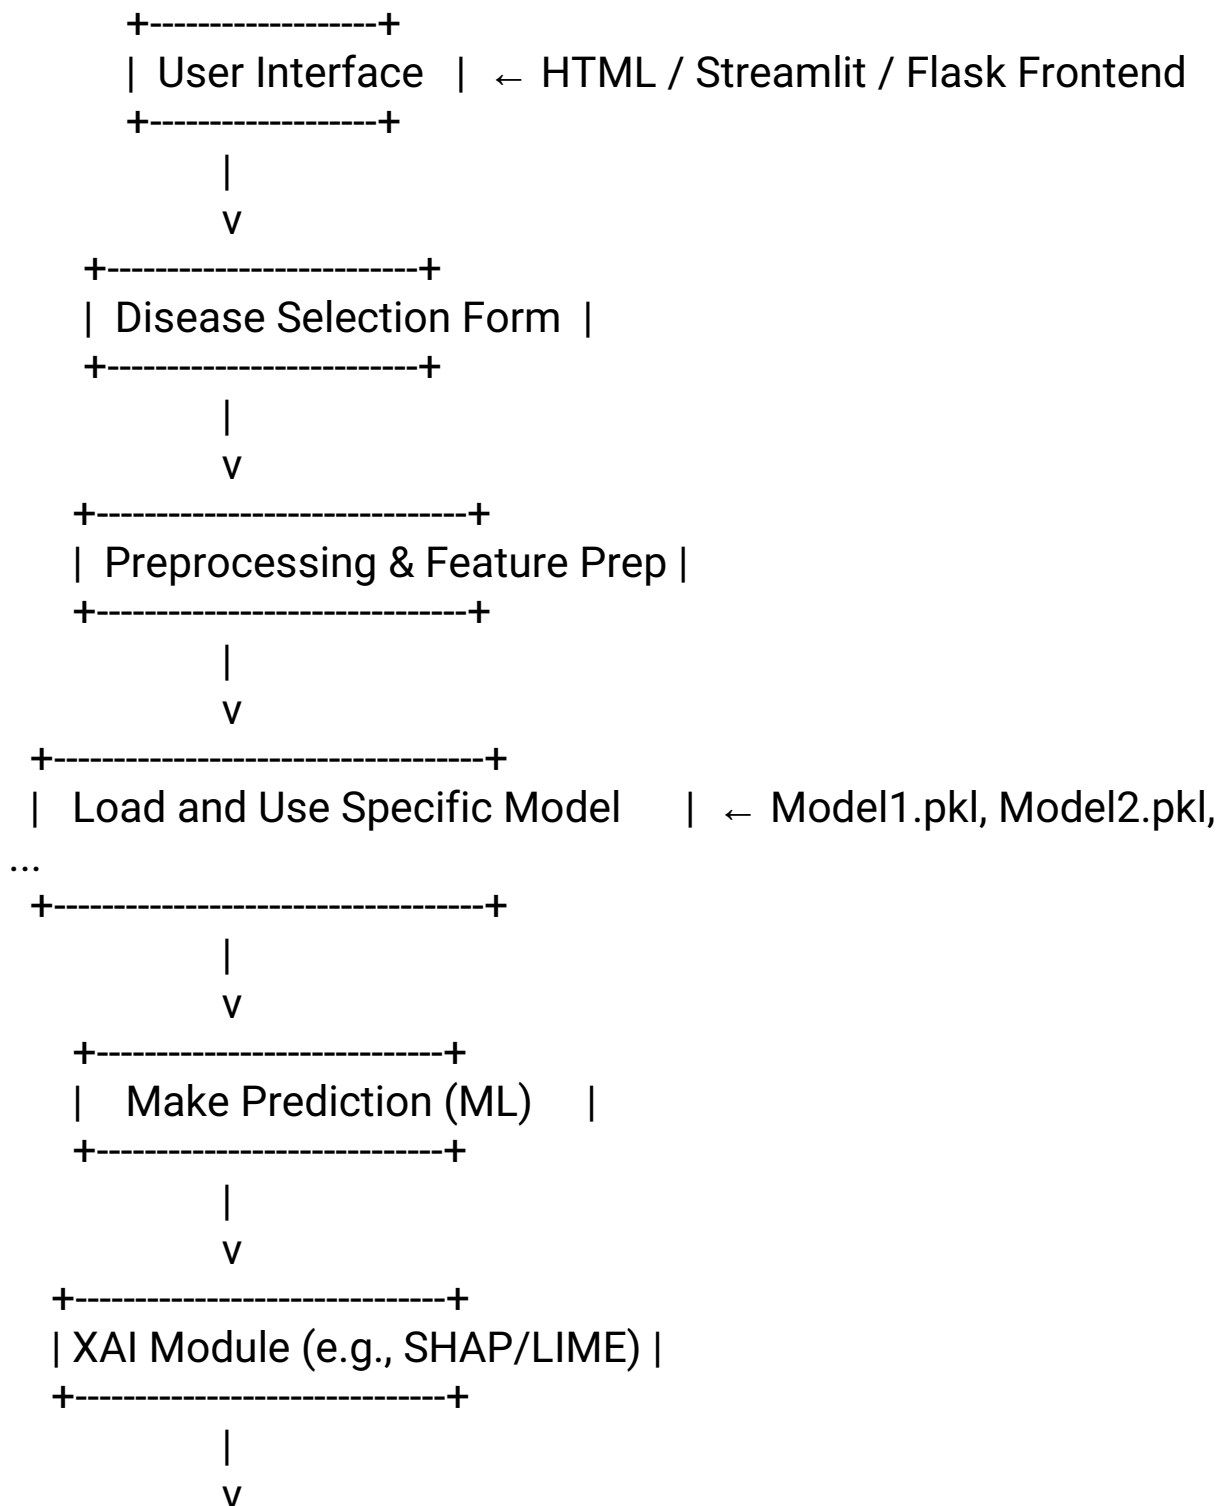 +-------------------+
|  User Interface   |  ← HTML / Streamlit / Flask Frontend
+-------------------+
|
v
+--------------------------+
|  Disease Selection Form  |
+--------------------------+
|
v
+-------------------------------+
|  Preprocessing & Feature Prep |
+-------------------------------+
|
v
+------------------------------------+
|   Load and Use Specific Model      |  ← Model1.pkl, Model2.pkl,
...
+------------------------------------+
|
v
+-----------------------------+
|    Make Prediction (ML)     |
+-----------------------------+
|
v
+-------------------------------+
| XAI Module (e.g., SHAP/LIME) |
+-------------------------------+
|
v